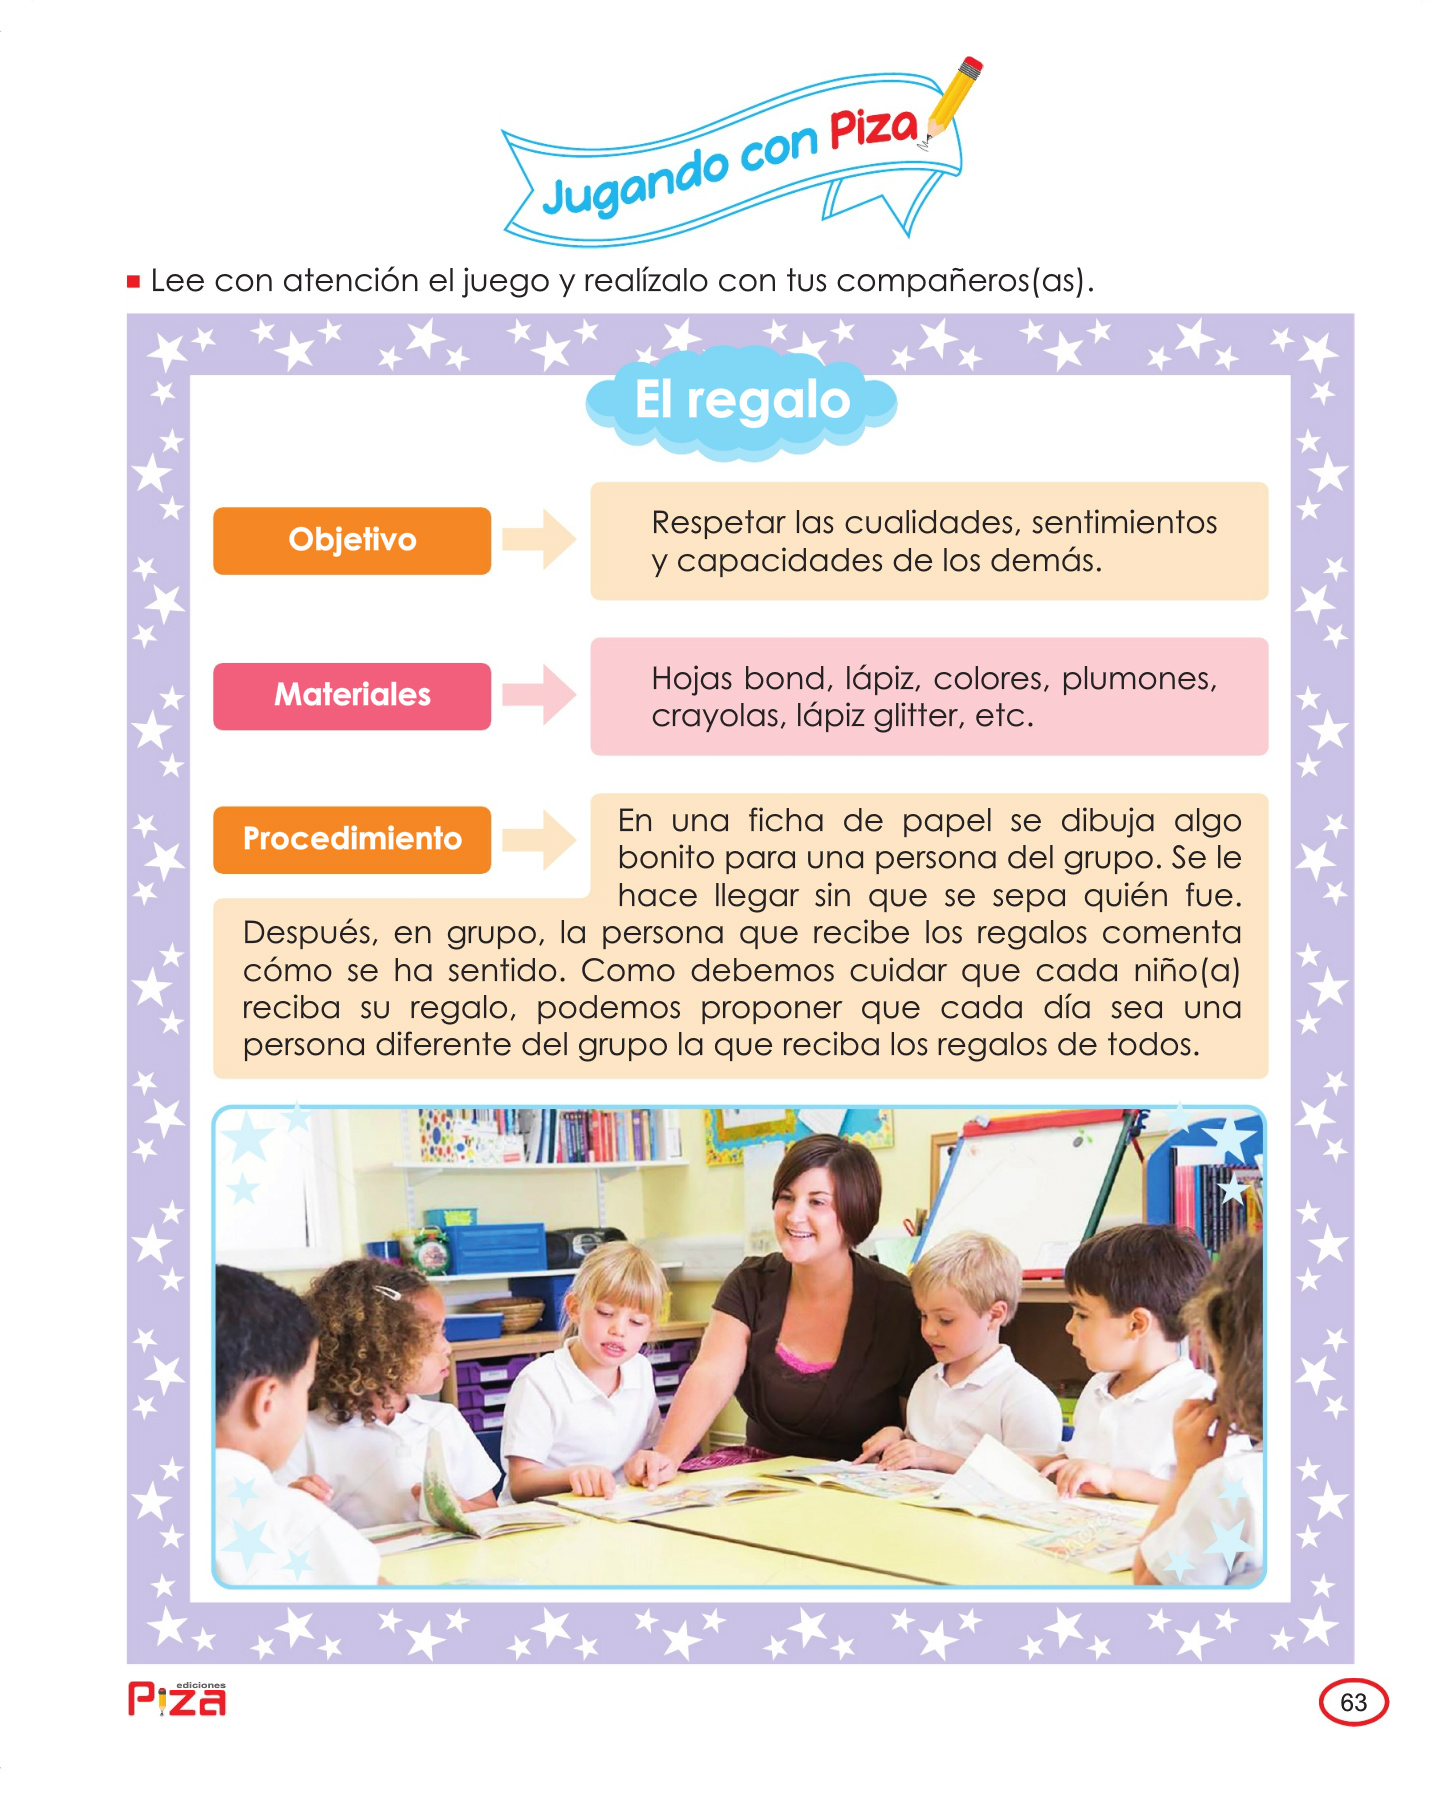 Jugando con Piza
Lee con atención el juego y realízalo con tus compañeros(as).
El regalo
Objetivo
Respetar las cualidades, sentimientos
y capacidades de los demás.
Materiales
Hojas bond, lápiz, colores, plumones,
crayolas, lápiz glitter, etc.
Procedimiento
En una ficha de papel se dibuja algo
bonito para una persona del grupo. Se le
hace llegar sin que se sepa quién fue.
Después, en grupo, la persona que recibe los regalos comenta
cómo se ha sentido. Como debemos cuidar que cada niño(a)
reciba su regalo, podemos proponer que cada día sea una
persona diferente del grupo la que reciba los regalos de todos.
ediciones
Piza
63